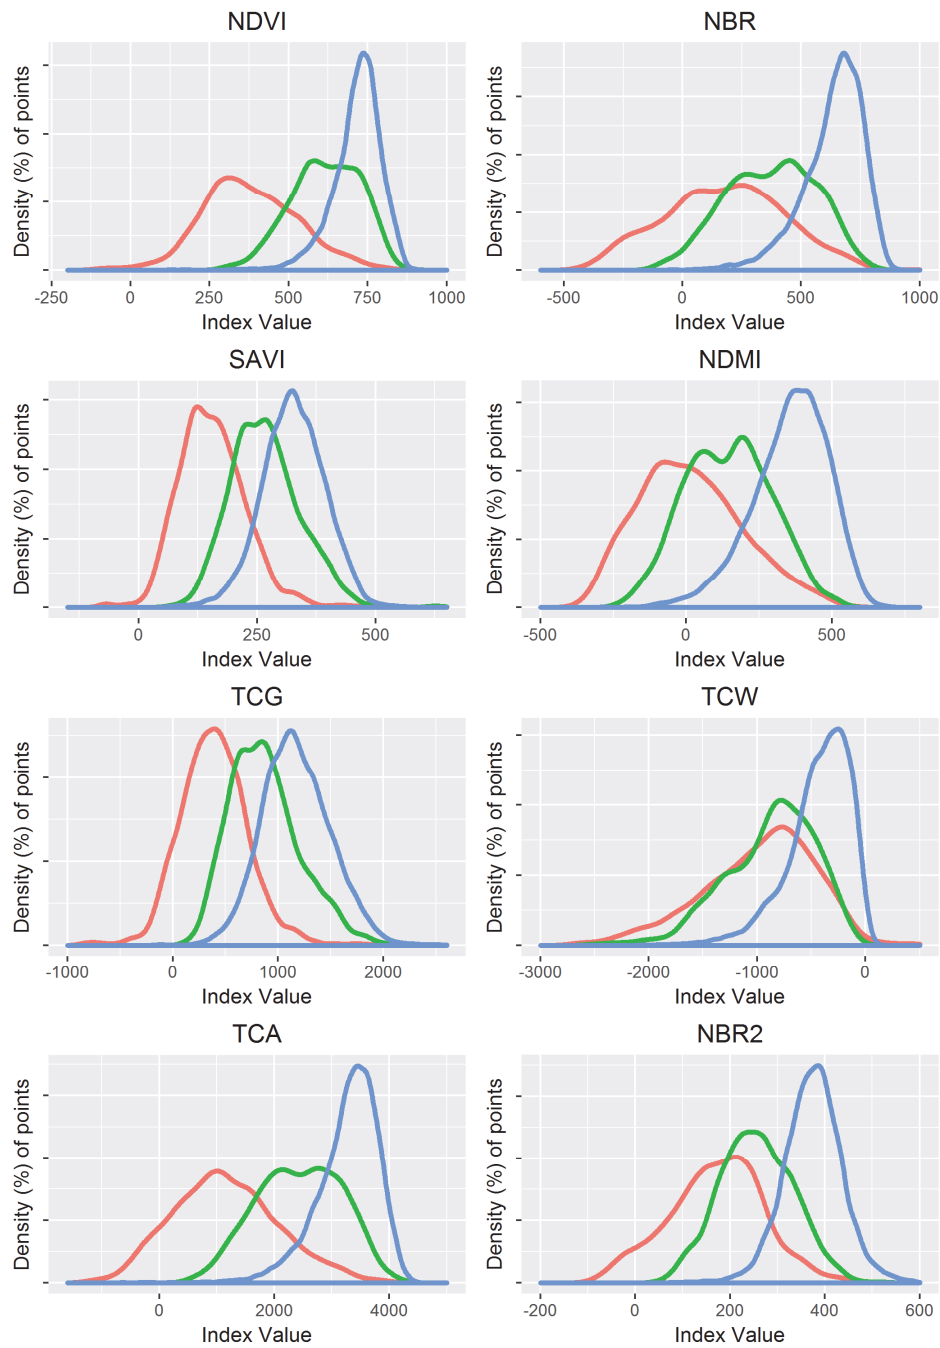 NDVI
NBR
Density (%) of points
Density (%) of points
-250 0 250 500 750 1000
-500 0 500 1000
Index Value
Index Value
SAVI
NDMI
Density (%) of points
Density (%) of points
0 250 500
-500 0 500
Index Value
Index Value
TCG
TCW
Density (%) of points
Density (%) of points
-1000 0 1000 2000
-3000 -2000 -1000 0
Index Value
Index Value
TCA
NBR2
Density (%) of points
Density (%) of points
0 2000 4000
-200 0 200 400 600
Index Value
Index Value